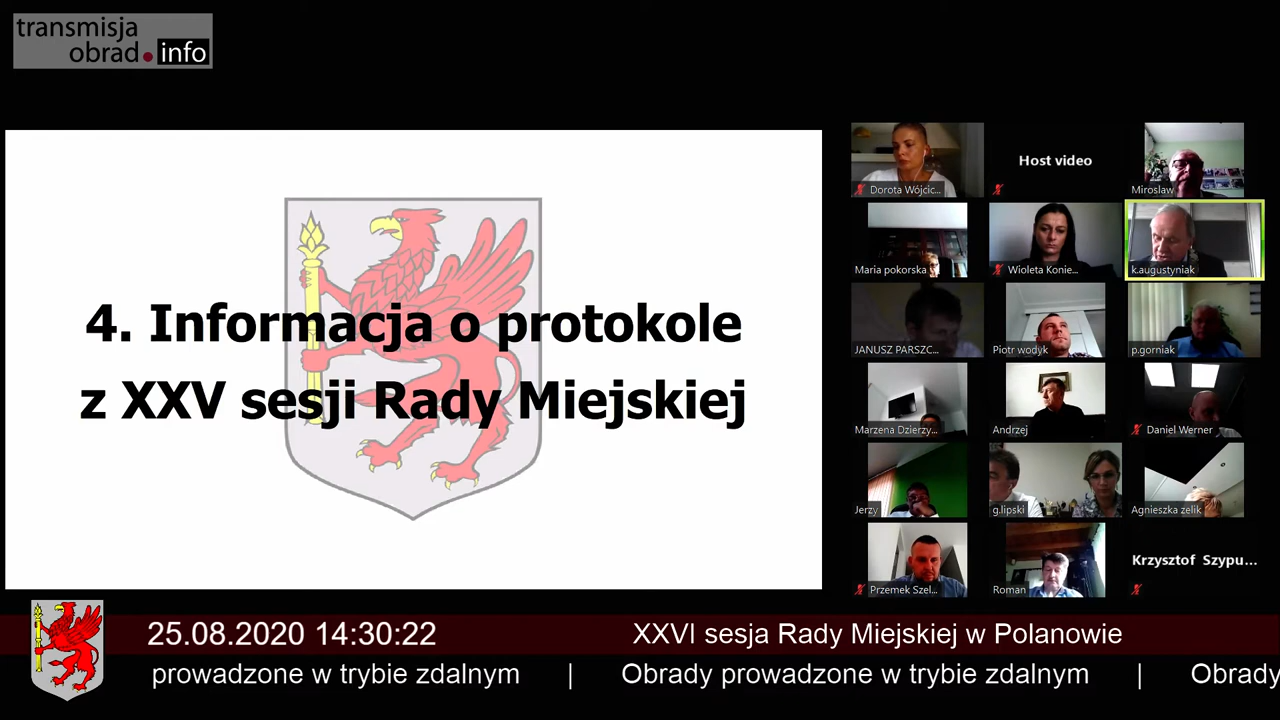 transmisja
obrad.info
4. Informacja o protokole
z XXV sesji Rady Miejskiej
Dorota Wójcic...
Host video
Miroslaw
Maria pokorska
Wioleta Konie...
k.augustyniak
JANUSZ PARSZC...
Piotr wodyk
p.gorniak
Marzena Dzierzy...
Andrzej
Daniel Werner
Jerzy
g.lipski
Agnieszka zelik
Przemek Szel...
Roman
Krzysztof Szypu...
25.08.2020 14:30:22
XXVI sesja Rady Miejskiej w Polanowie
prowadzone w trybie zdalnym | Obrady prowadzone w trybie zdalnym | Obrady